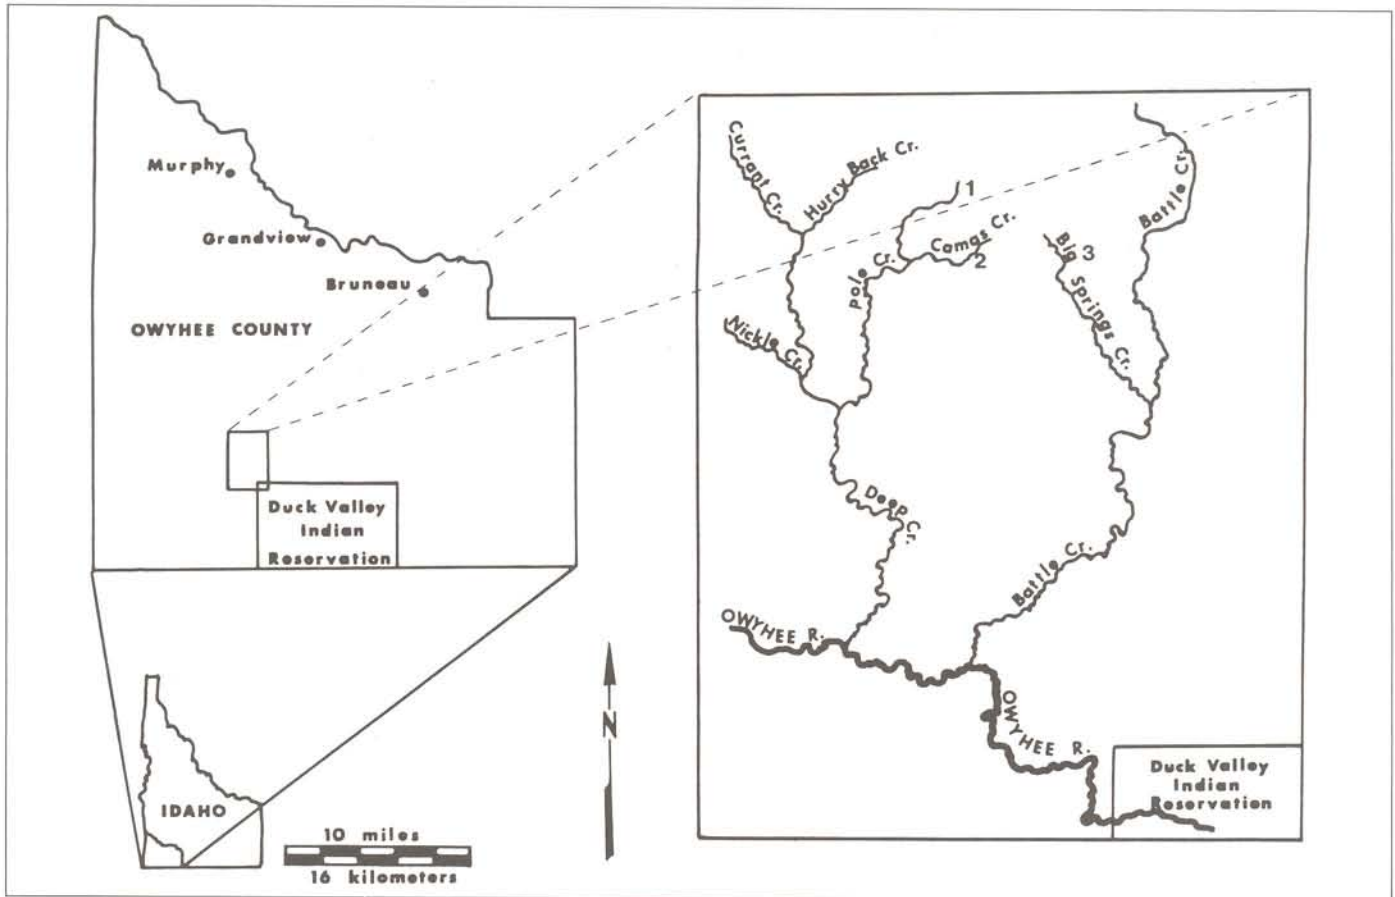 Murphy
Grandview
Bruneau
OWYHEE COUNTY
Duck Valley
Indian
Reservation
IDAHO
10 miles
16 kilometers
N
Currant Cr.
Hurry Back Cr.
1
Camas Cr.
2
Pole Cr.
Big Springs Cr.
3
Battle Cr.
Nickle Cr.
Deep Cr.
Battle Cr.
OWYHEE R.
OWYHEE R.
Duck Valley
Indian
Reservation